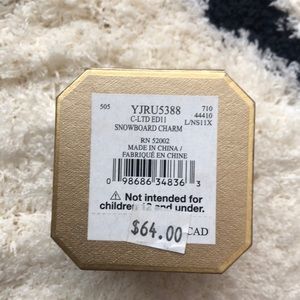 505 YJRU5388 710
C-LTD ED11 44410
SNOWBOARD CHARM L/NS11X
RN 52002
MADE IN CHINA /
FABRIQUÉ EN CHINE
0 98686 34836 3
Not intended for
children 12 and under.
$64.00
CAD